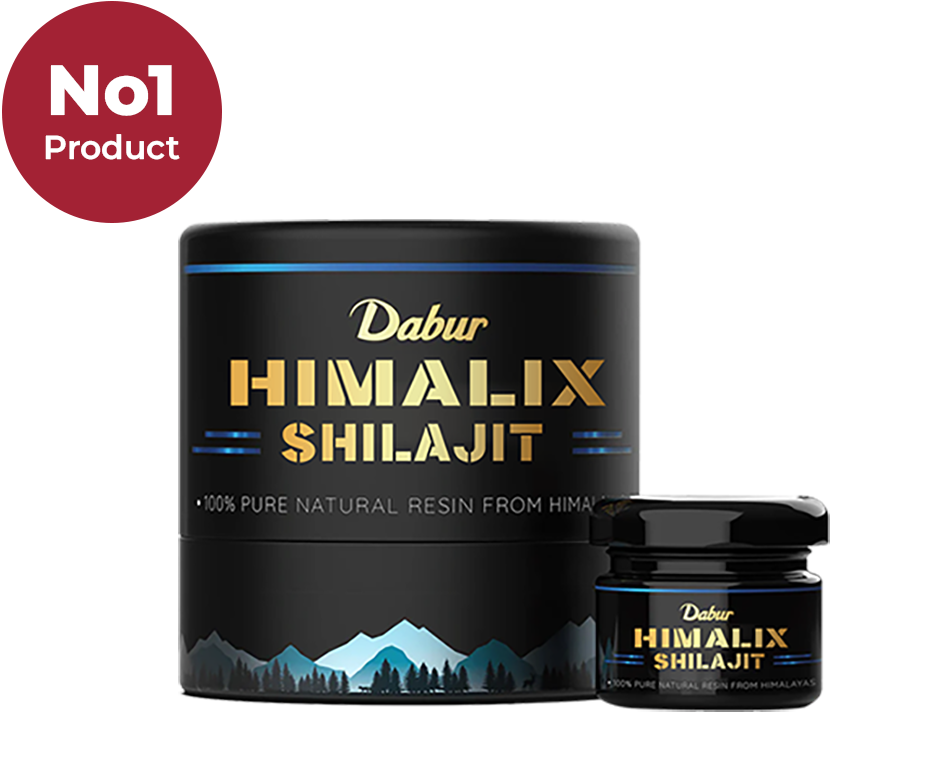 No1
Product
Dabur
HIMALIX
SHILAJIT
•100% PURE NATURAL RESIN FROM HIMAL
Dabur
HIMALIX
SHILAJIT
•100% PURE NATURAL RESIN FROM HIMALAYAS